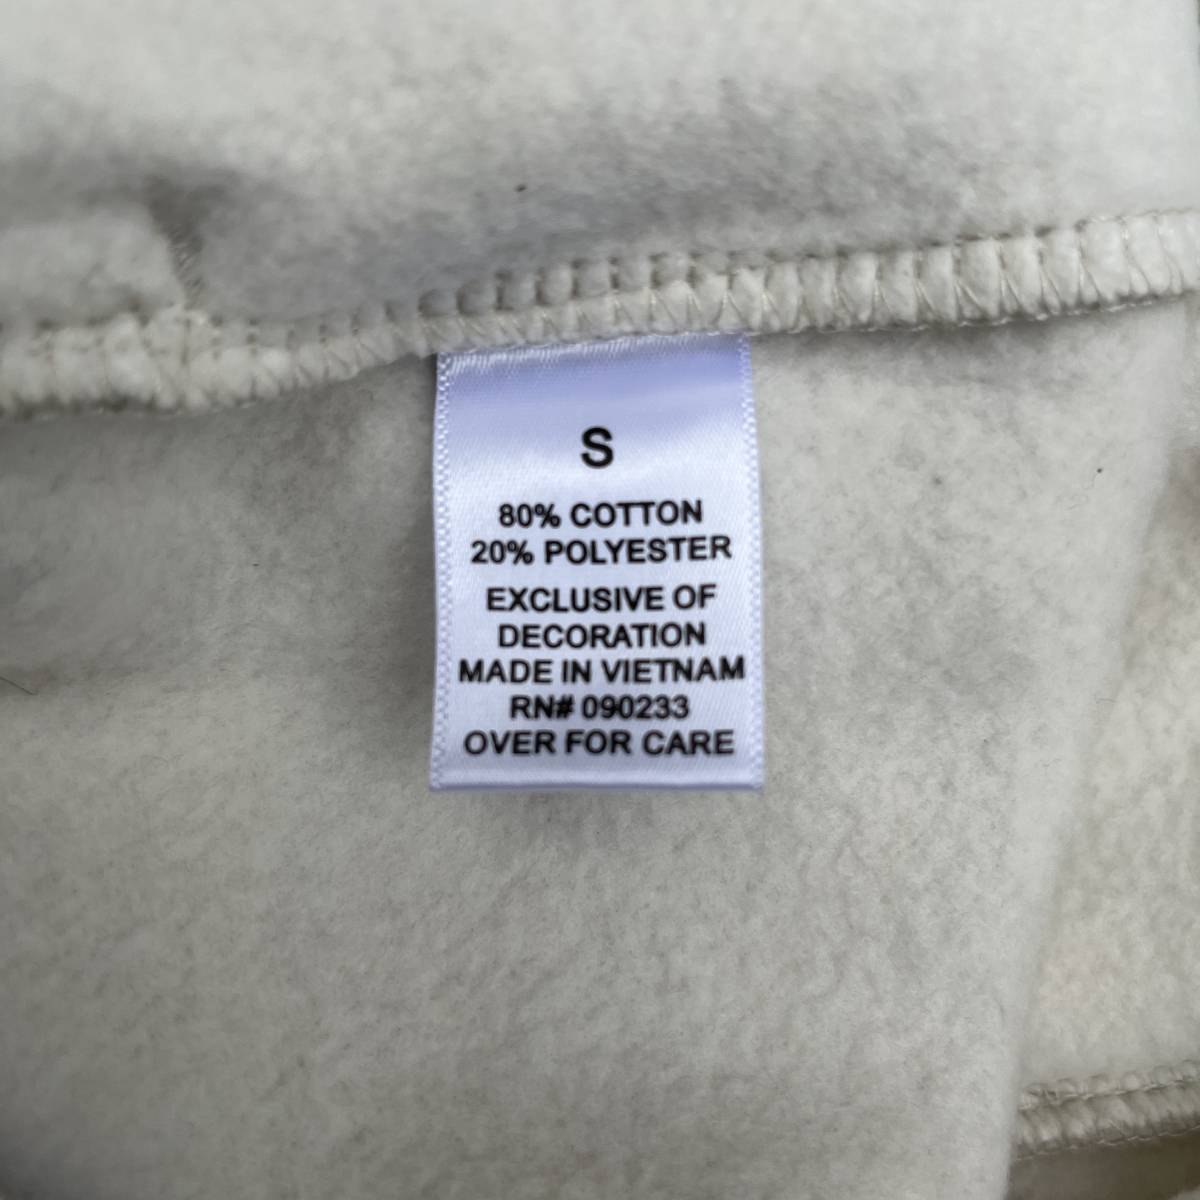 S
80% COTTON
20% POLYESTER
EXCLUSIVE OF
DECORATION
MADE IN VIETNAM
RN# 090233
OVER FOR CARE